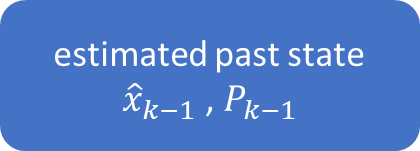 estimated past state
x̂ₖ₋₁ , Pₖ₋₁